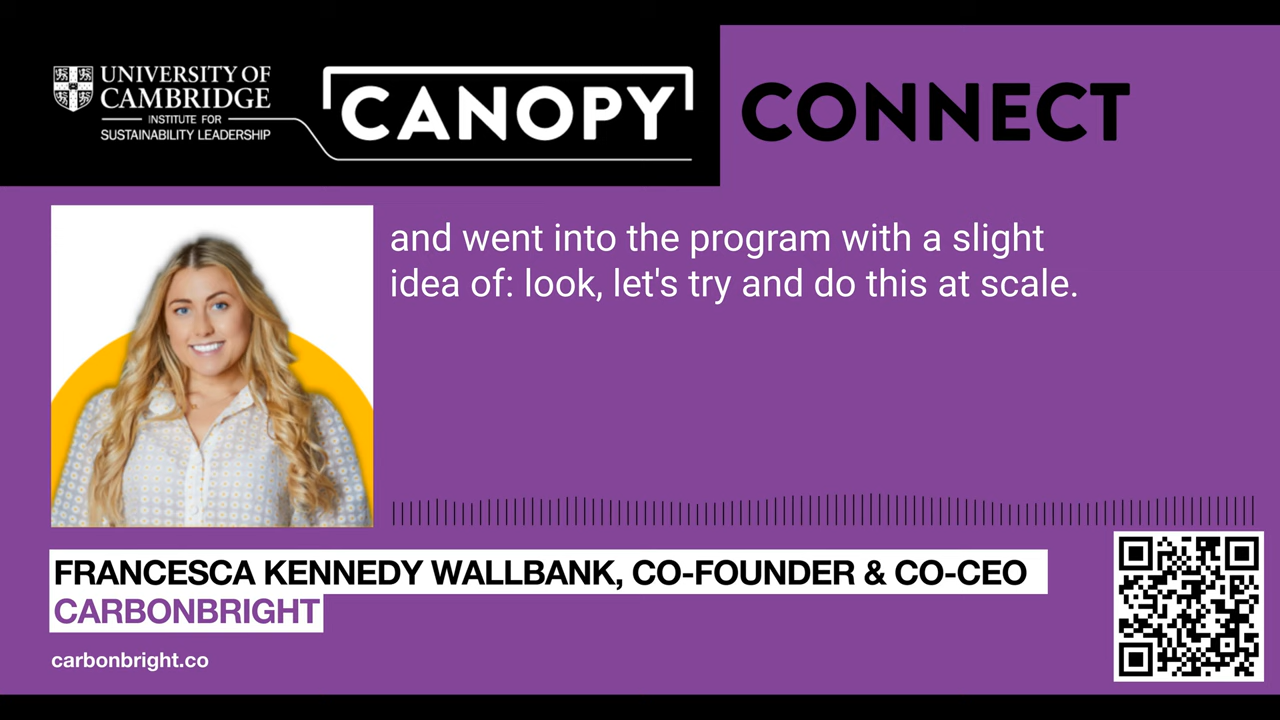 UNIVERSITY OF
CAMBRIDGE
INSTITUTE FOR
SUSTAINABILITY LEADERSHIP
CANOPY
CONNECT
and went into the program with a slight
idea of: look, let's try and do this at scale.
FRANCESCA KENNEDY WALLBANK, CO-FOUNDER & CO-CEO
CARBONBRIGHT
carbonbright.co